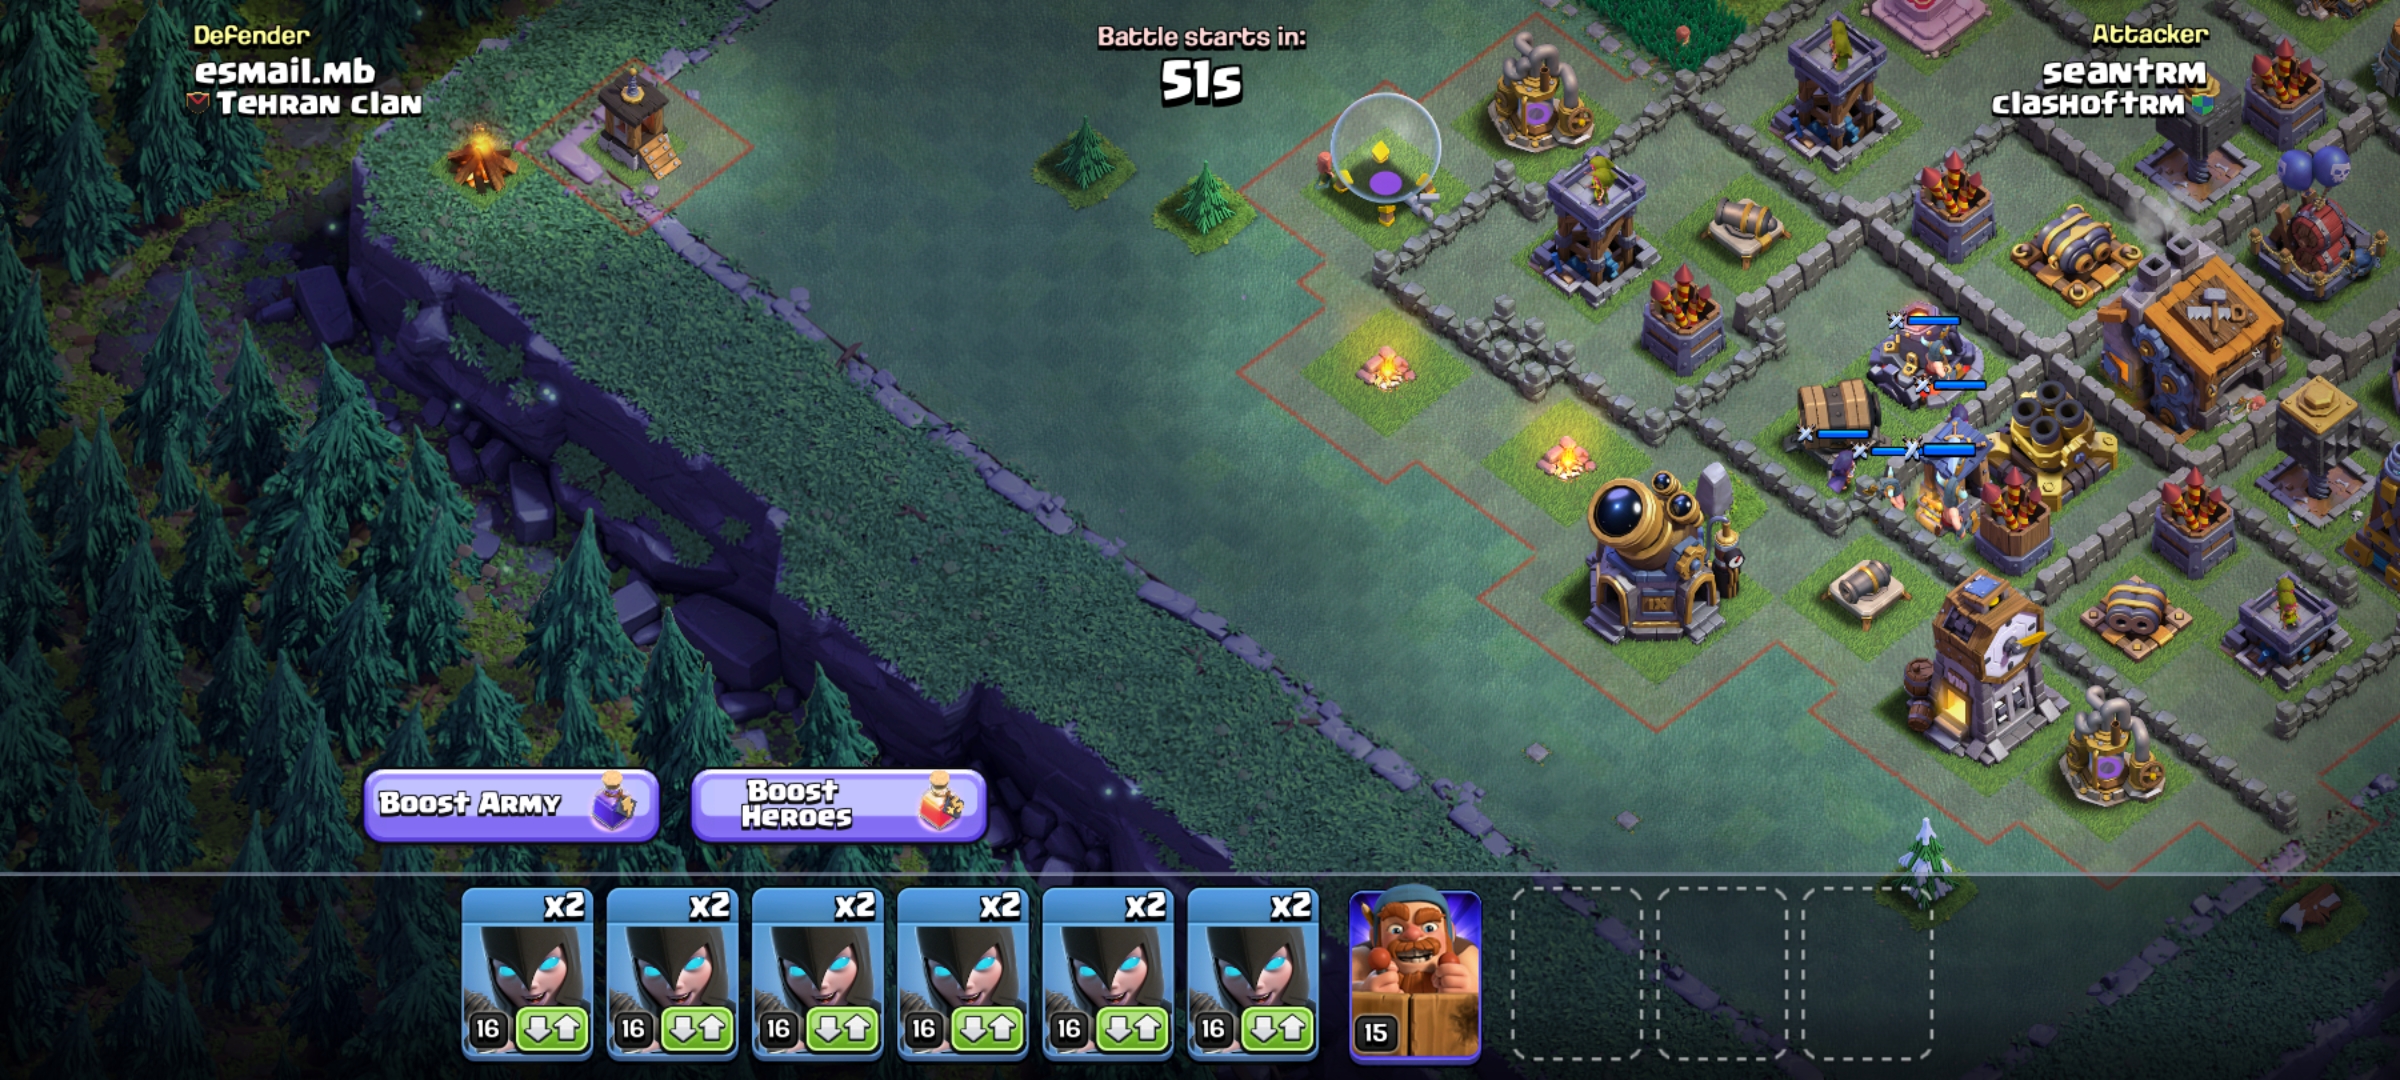 Defender
esmail.mb
Tehran clan
Battle starts in:
51s
Attacker
seantrm
clashoftrm
Boost Army
Boost
Heroes
x2
x2
x2
x2
x2
x2
16
16
16
16
16
16
15